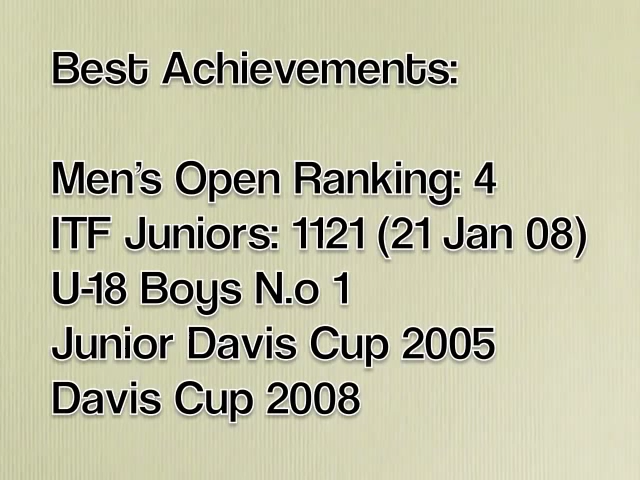 Best Achievements:
Men's Open Ranking: 4
ITF Juniors: 1121 (21 Jan 08)
U-18 Boys N.o 1
Junior Davis Cup 2005
Davis Cup 2008